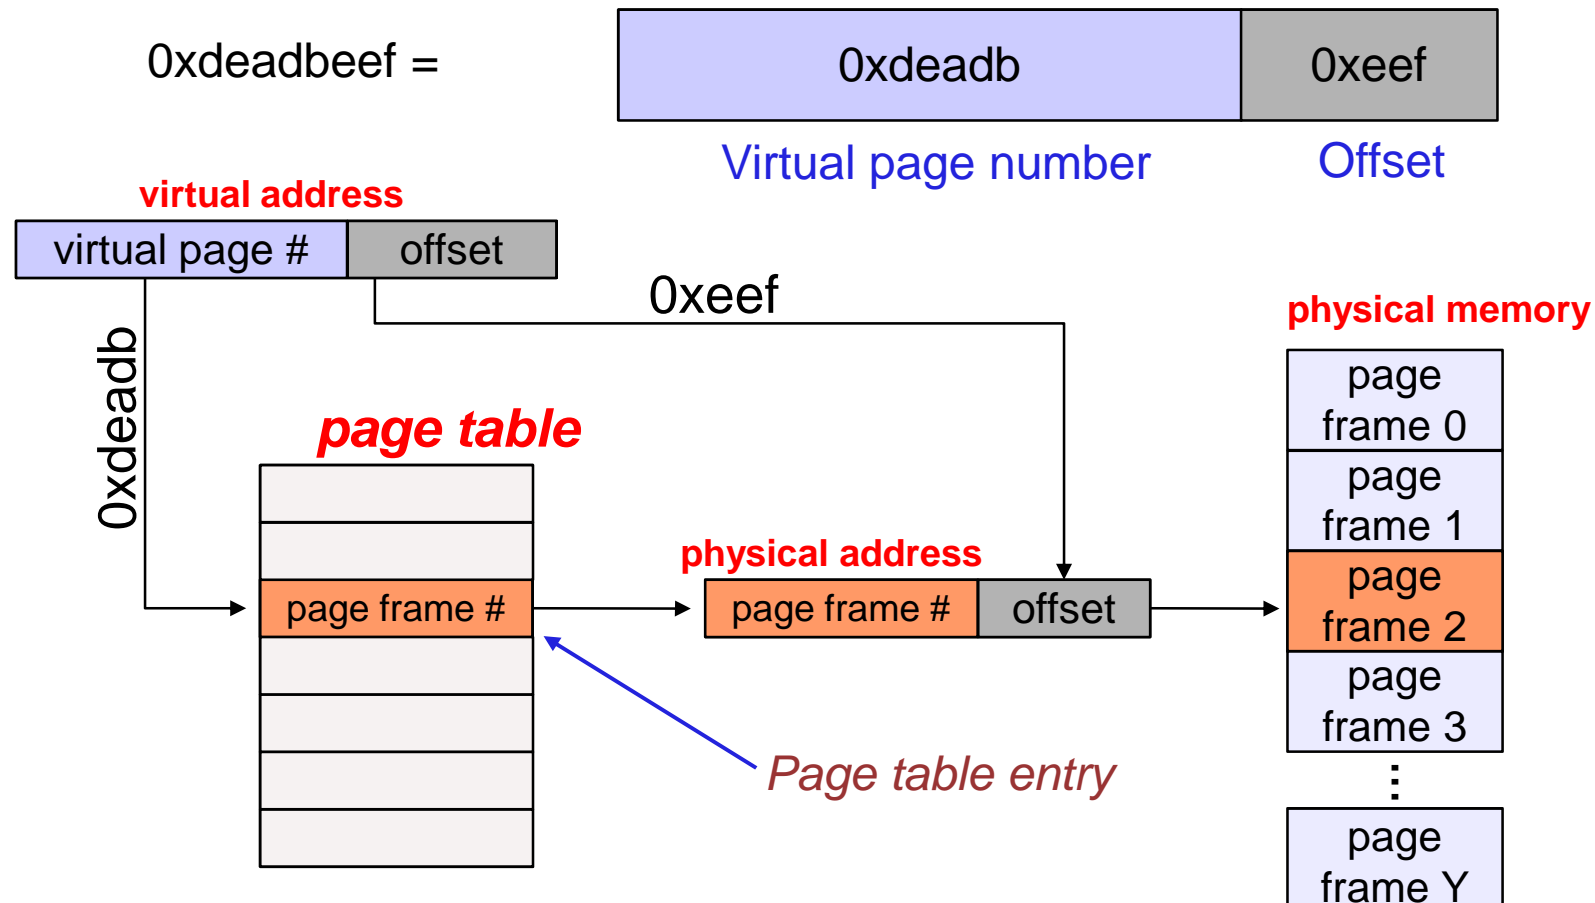 0xdeadbeef =
0xdeadb
0xeef
Virtual page number
Offset
virtual address
virtual page #
offset
0xeef
0xdeadb
physical memory
page table
page frame #
physical address
page frame #
offset
Page table entry
page
frame 0
page
frame 1
page
frame 2
page
frame 3
...
page
frame Y